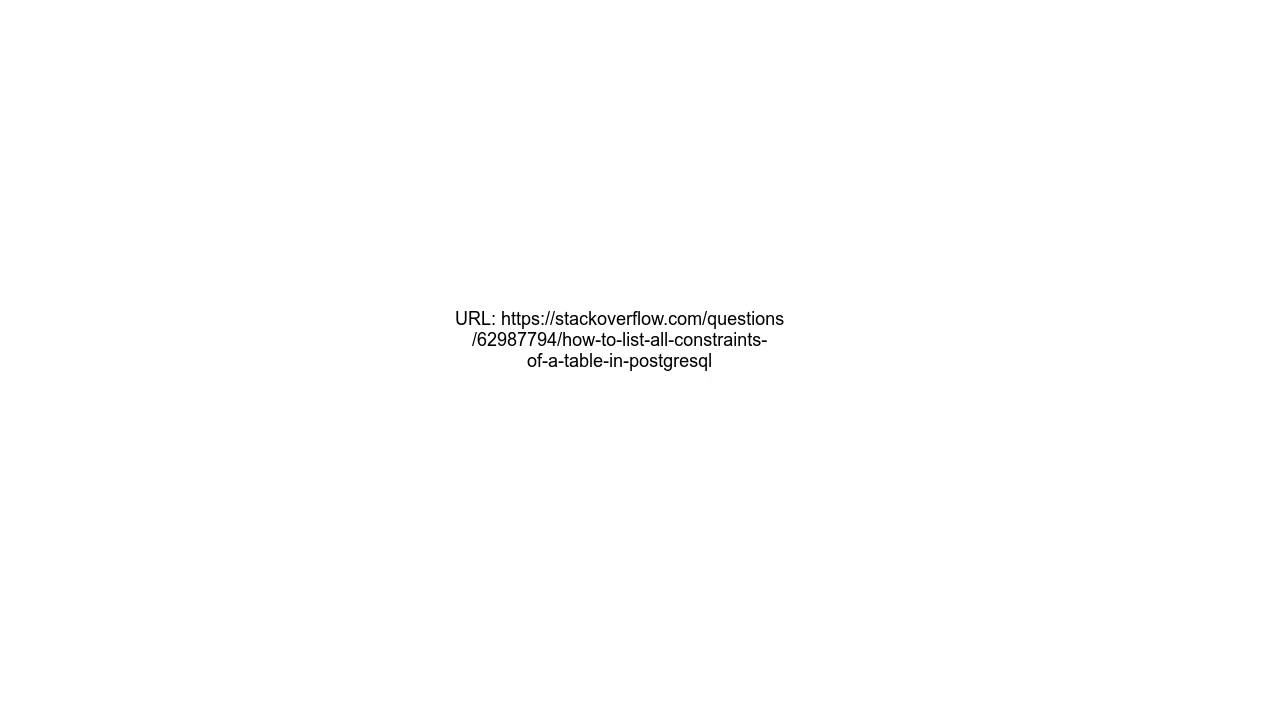 URL: https://stackoverflow.com/questions
/62987794/how-to-list-all-constraints-
of-a-table-in-postgresql